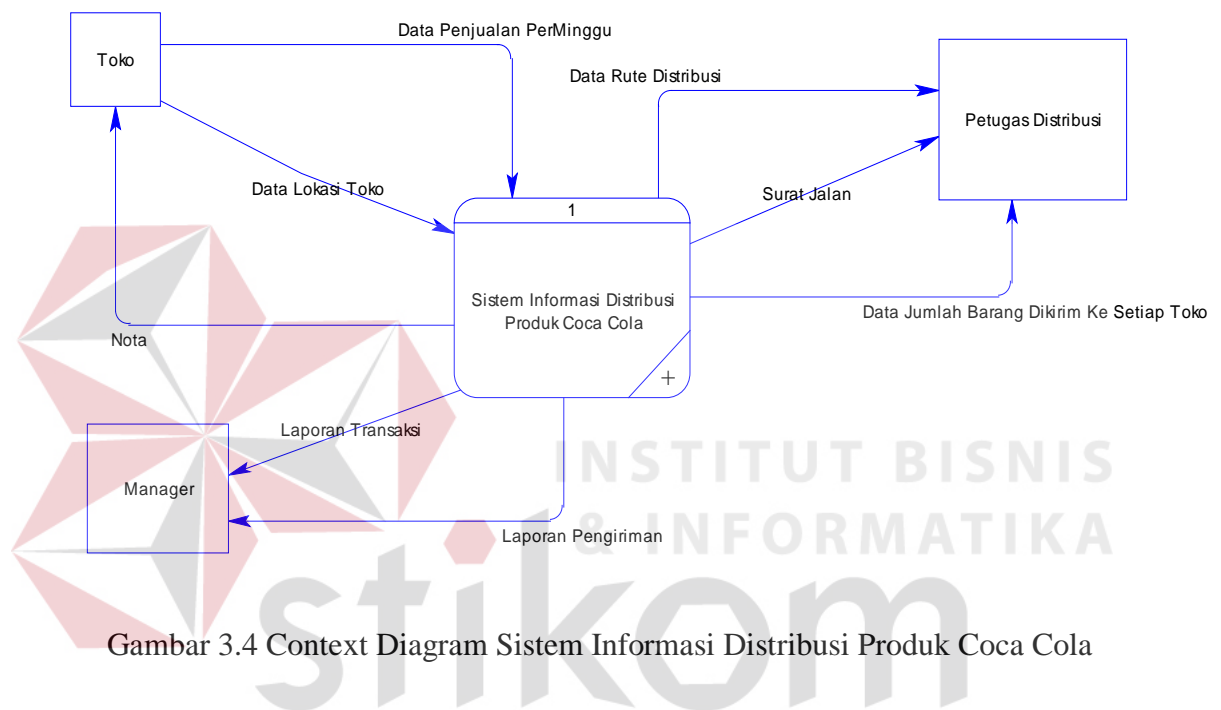 Data Penjualan PerMinggu
Toko
Data Rute Distribusi
Petugas Distribusi
Data Lokasi Toko
Surat Jalan
1
Sistem Informasi Distribusi
Produk Coca Cola
+
Data Jumlah Barang Dikirim Ke Setiap Toko
Nota
Laporan Transaksi
Manager
Laporan Pengiriman
INSTITUT BISNIS
& INFORMATIKA
stikom
Gambar 3.4 Context Diagram Sistem Informasi Distribusi Produk Coca Cola